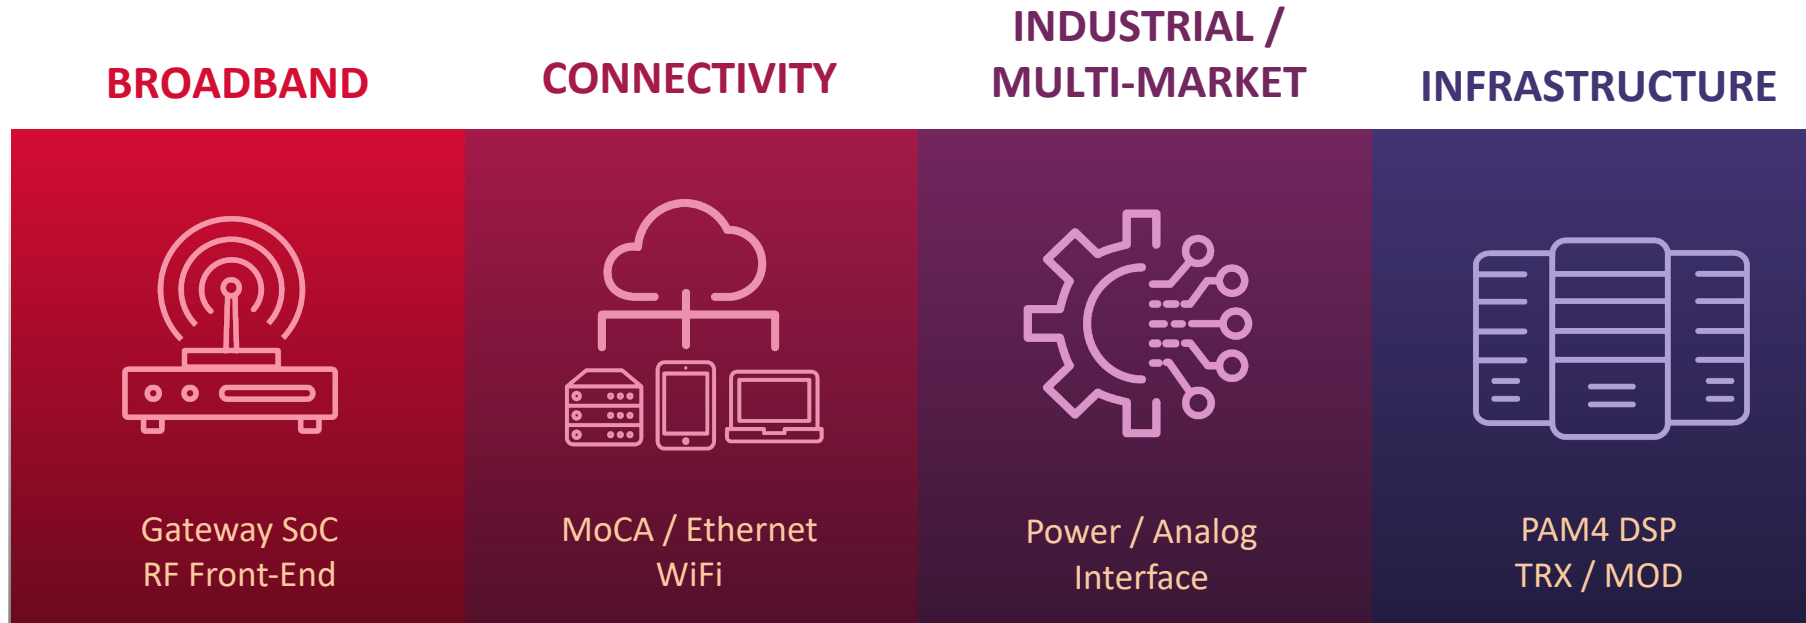 BROADBAND
CONNECTIVITY
INDUSTRIAL /
MULTI-MARKET
INFRASTRUCTURE
Gateway SoC
RF Front-End
MoCA / Ethernet
WiFi
Power / Analog
Interface
PAM4 DSP
TRX / MOD